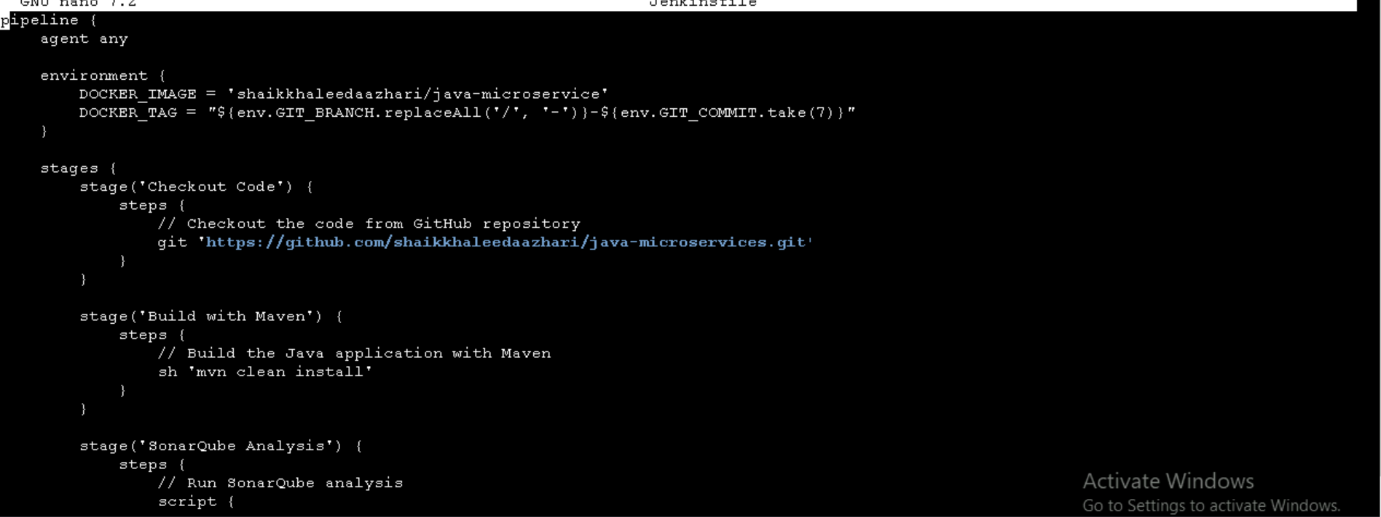 GNU nano 7.2 Jenkinsfile
pipeline {
    agent any

    environment {
        DOCKER_IMAGE = 'shaikkhaleedaazhari/java-microservice'
        DOCKER_TAG = "${env.GIT_BRANCH.replaceAll('/', '-')}-${env.GIT_COMMIT.take(7)}"
    }

    stages {
        stage('Checkout Code') {
            steps {
                // Checkout the code from GitHub repository
                git 'https://github.com/shaikkhaleedaazhari/java-microservices.git'
            }
        }

        stage('Build with Maven') {
            steps {
                // Build the Java application with Maven
                sh 'mvn clean install'
            }
        }

        stage('SonarQube Analysis') {
            steps {
                // Run SonarQube analysis
                script {
Activate Windows
Go to Settings to activate Windows.